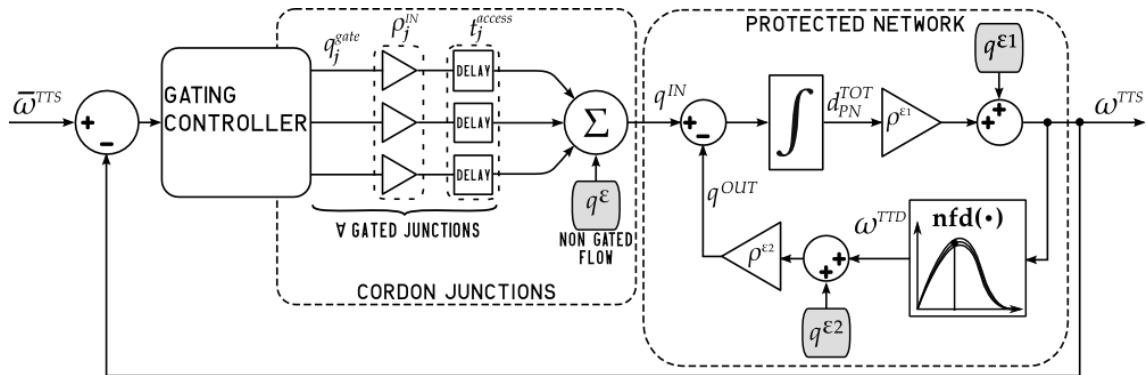 CORDON JUNCTIONS
PROTECTED NETWORK
ω̅^TTS
+
-
GATING CONTROLLER
q_j^gate
ρ_j^IN
t_j^access
DELAY
DELAY
DELAY
∀ GATED JUNCTIONS
Σ
q^ε
NON GATED
FLOW
q^IN
+
-
∫
d_PN^TOT
ρ^ε1
q^ε1
+
+
ω^TTS
q^OUT
ρ^ε2
+
+
q^ε2
ω^TTD
nfd(•)